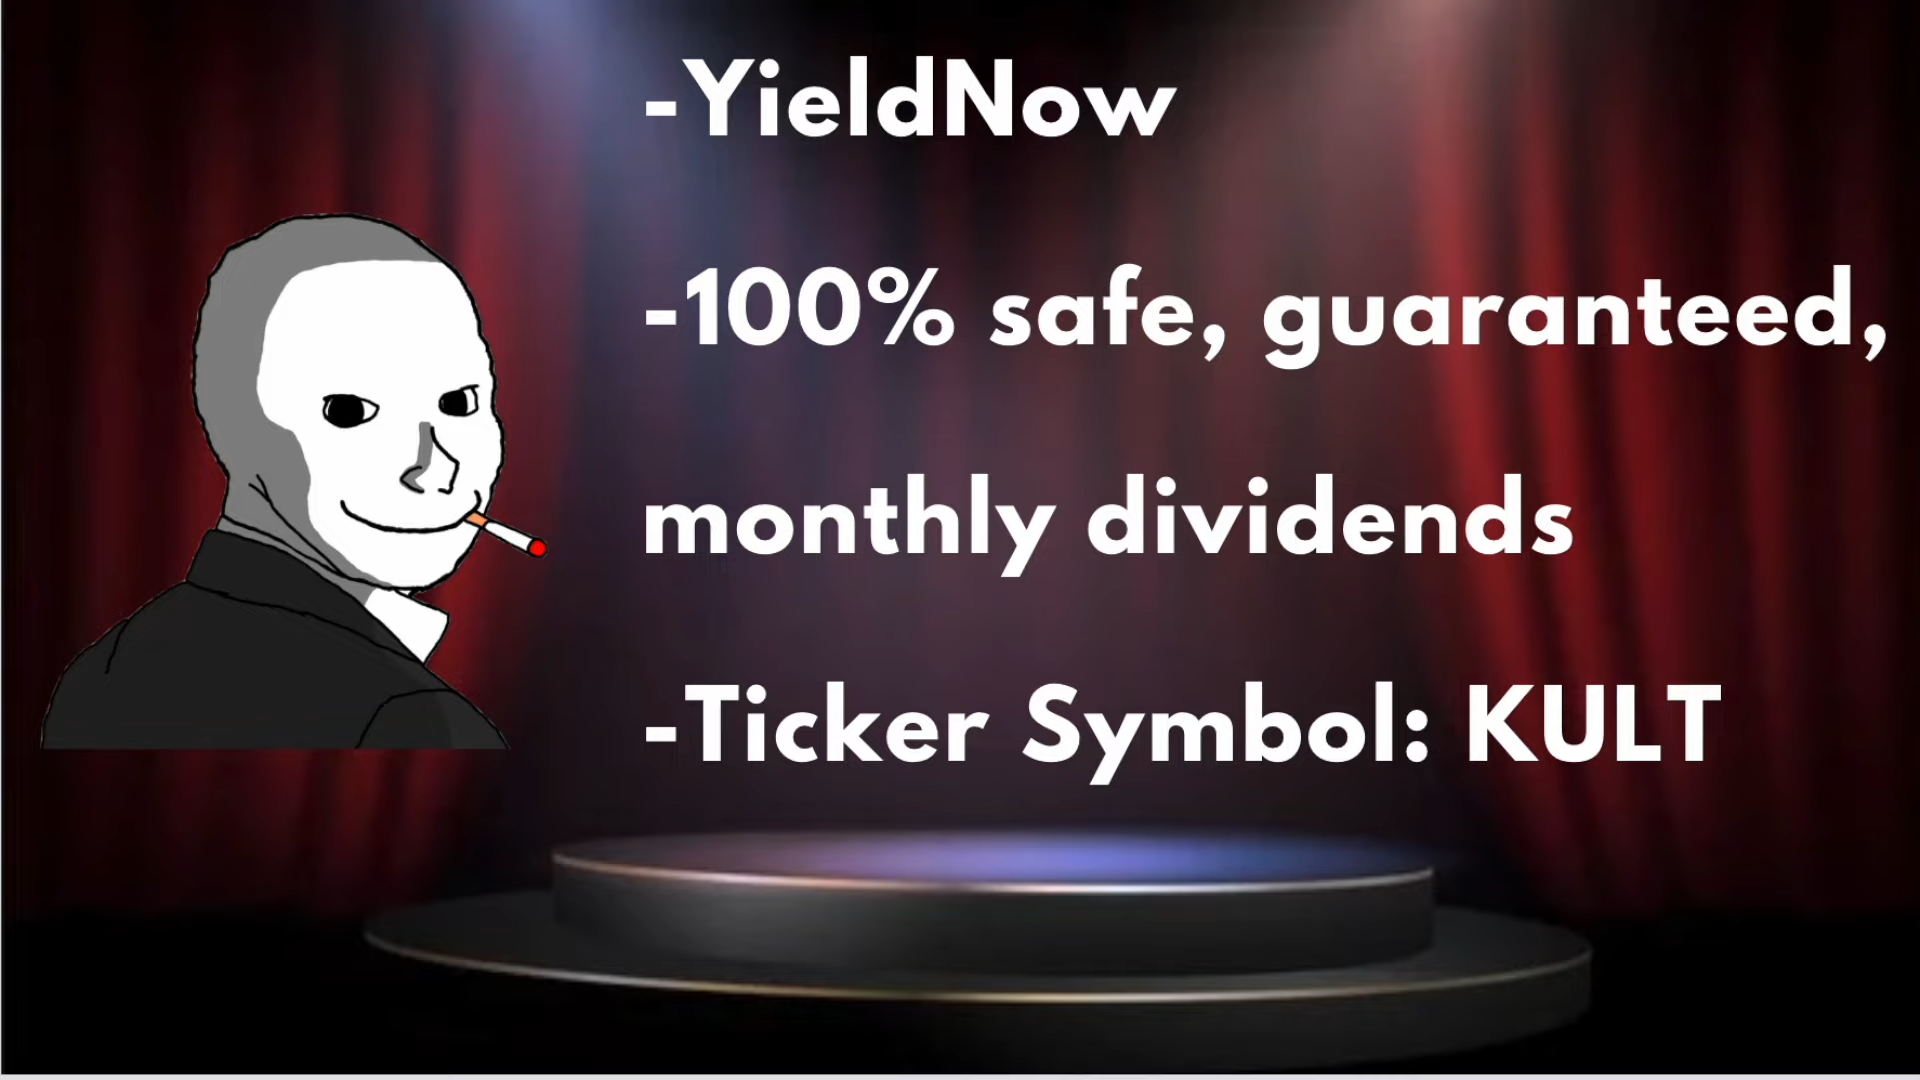 -YieldNow
-100% safe, guaranteed,
monthly dividends
-Ticker Symbol: KULT